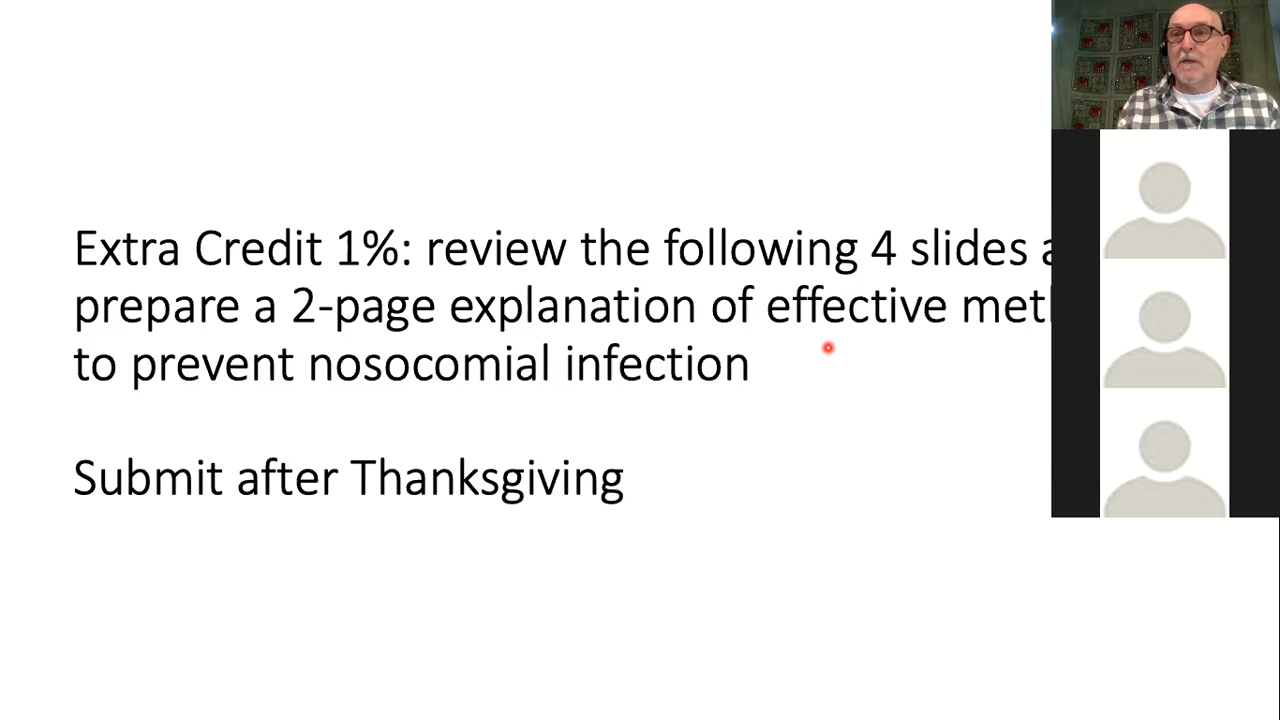 Extra Credit 1%: review the following 4 slides
prepare a 2-page explanation of effective
to prevent nosocomial infection
Submit after Thanksgiving